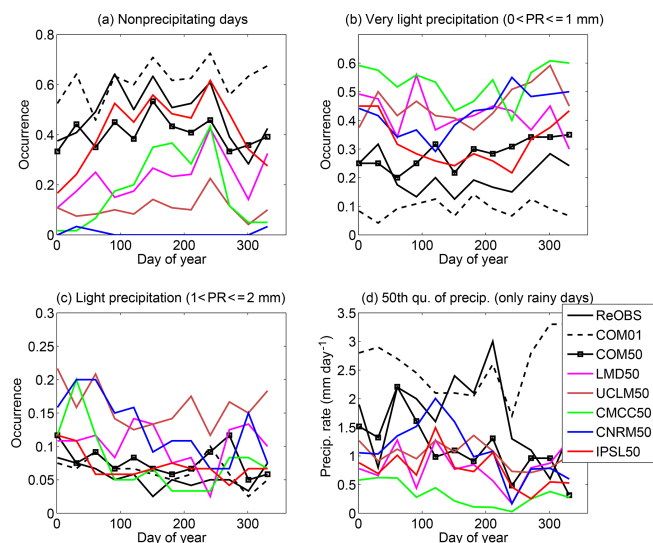 (a) Nonprecipitating days
0.8
0.6
0.4
0.2
0
Occurrence
0 100 200 300
Day of year
(b) Very light precipitation (0<PR<=1 mm)
0.7
0.6
0.5
0.4
0.3
0.2
0.1
0
Occurrence
0 100 200 300
Day of year
(c) Light precipitation (1<PR<=2 mm)
0.3
0.25
0.2
0.15
0.1
0.05
0
Occurrence
0 100 200 300
Day of year
(d) 50th qu. of precip. (only rainy days)
3.5
3
2.5
2
1.5
1
0.5
0
Precip. rate (mm day-1)
0 100 200 300
Day of year
ReOBS
COM01
COM50
LMD50
UCLM50
CMCC50
CNRM50
IPSL50